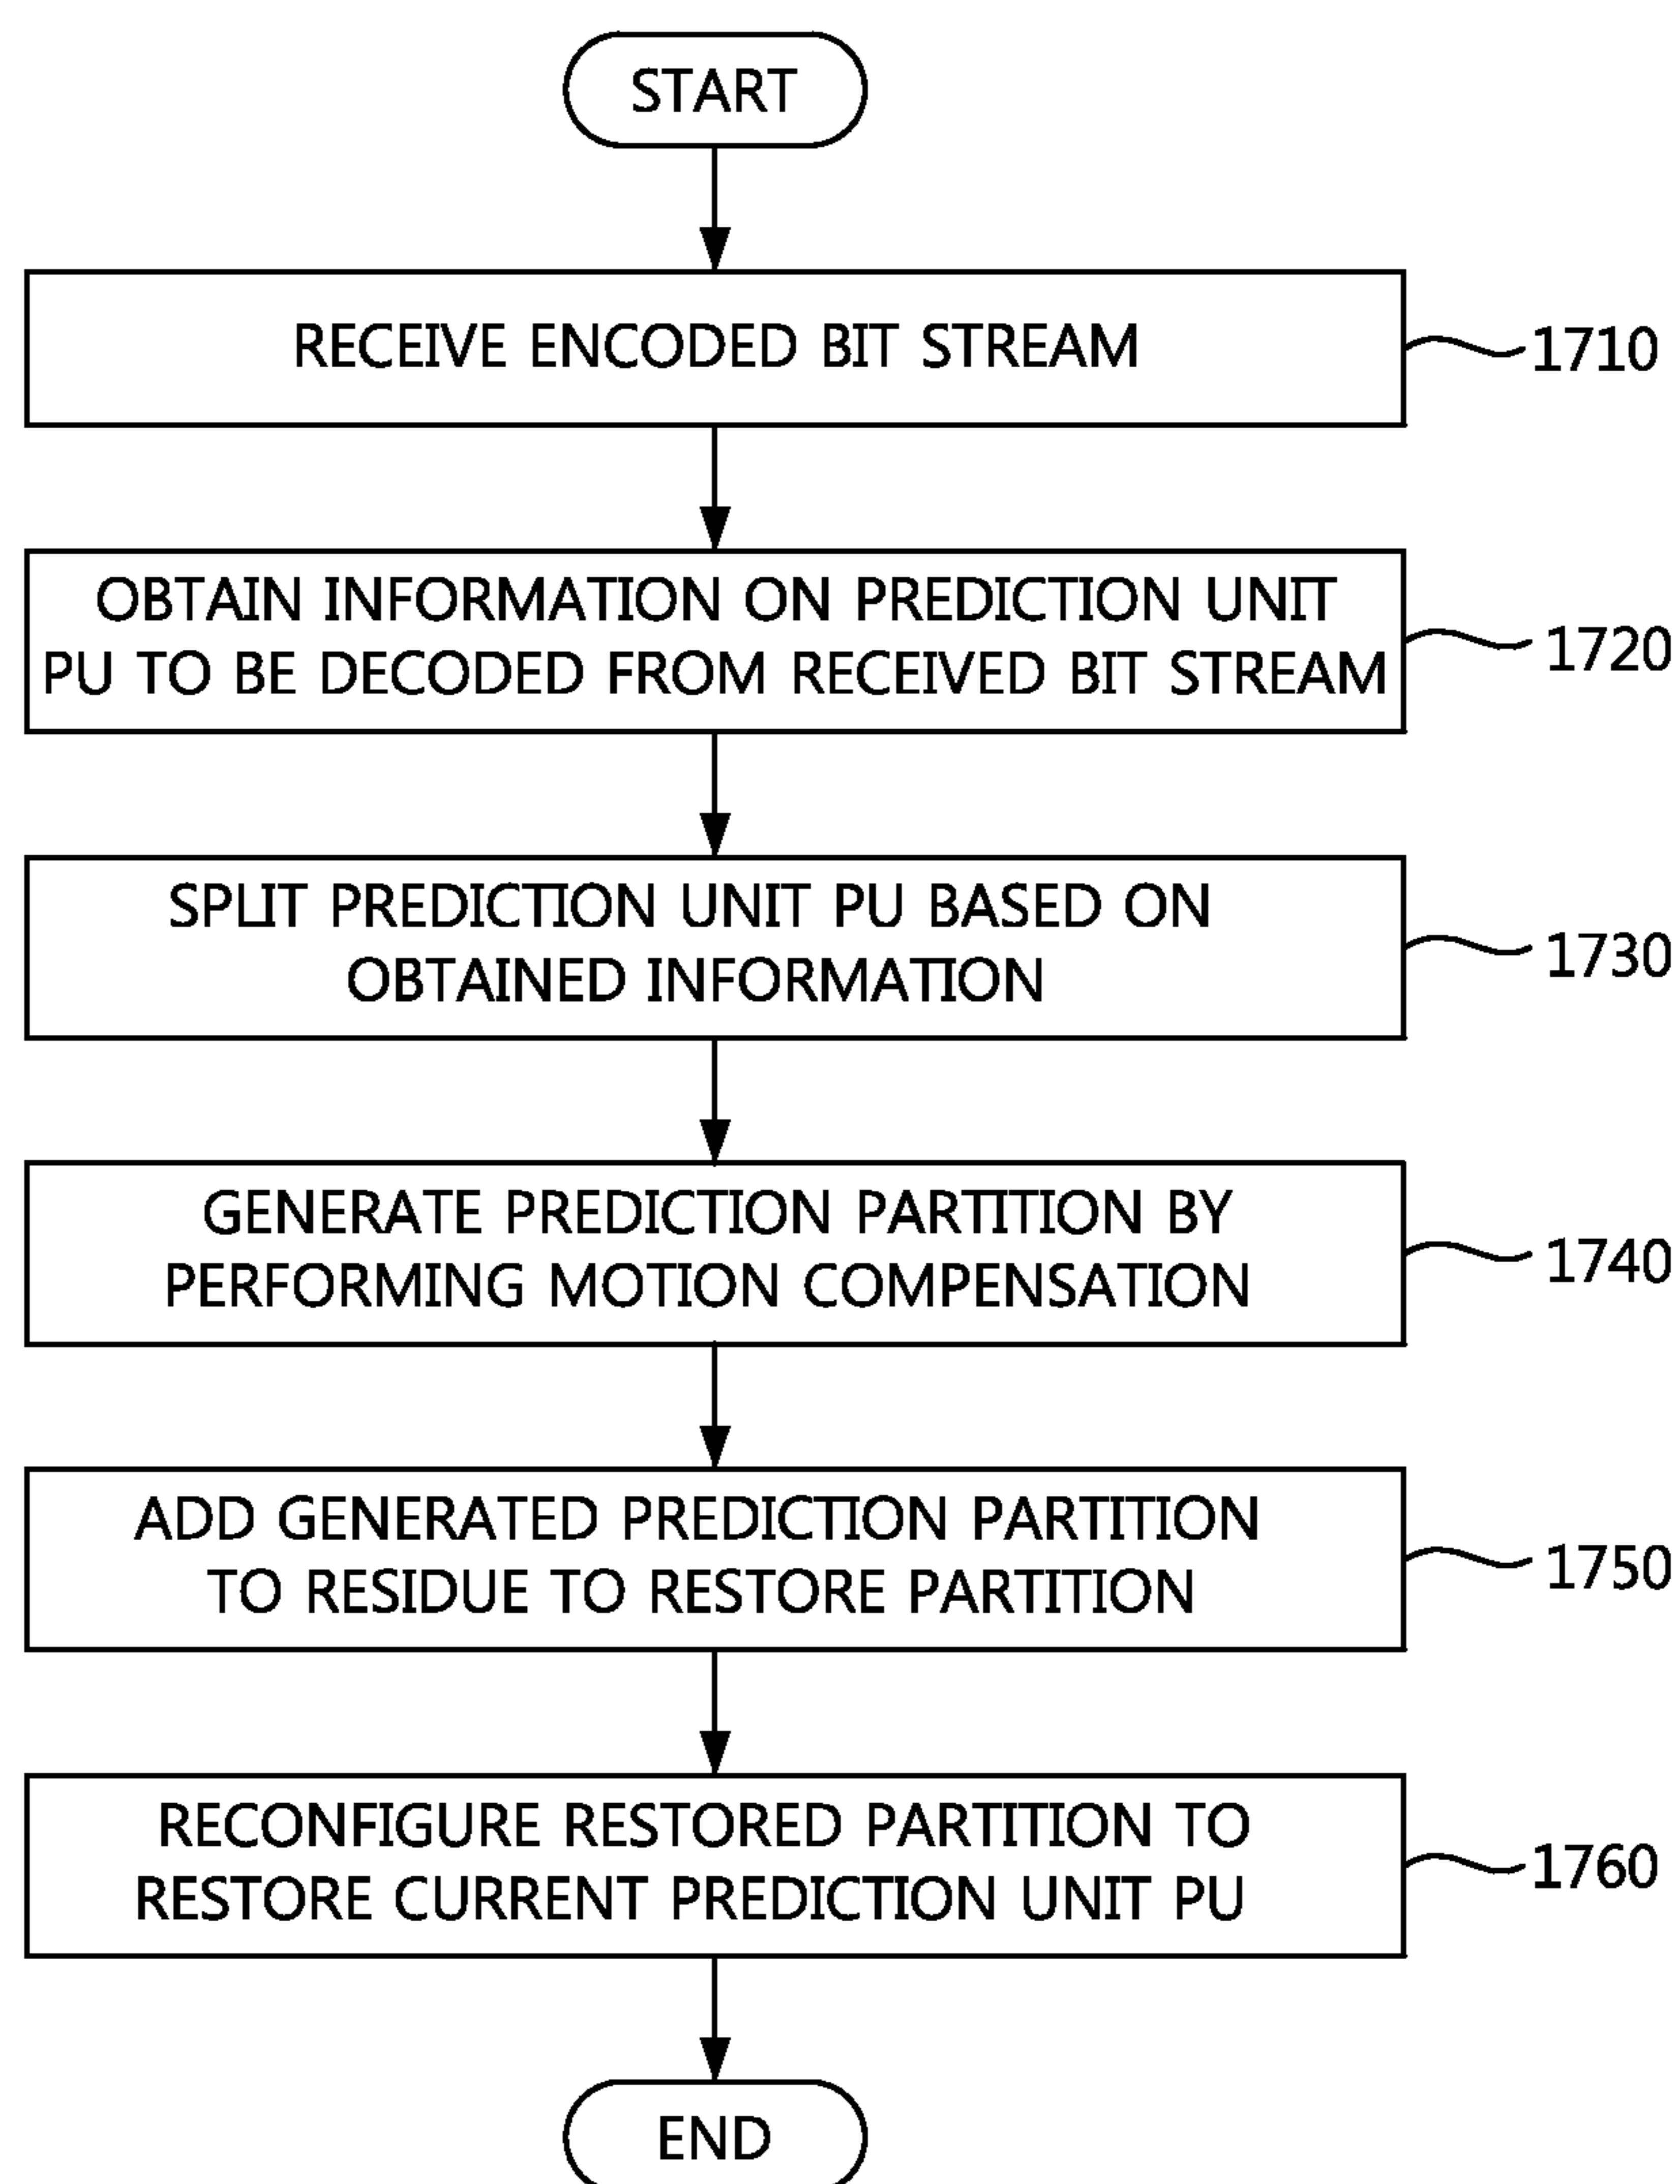 START
RECEIVE ENCODED BIT STREAM
1710
OBTAIN INFORMATION ON PREDICTION UNIT
PU TO BE DECODED FROM RECEIVED BIT STREAM
1720
SPLIT PREDICTION UNIT PU BASED ON
OBTAINED INFORMATION
1730
GENERATE PREDICTION PARTITION BY
PERFORMING MOTION COMPENSATION
1740
ADD GENERATED PREDICTION PARTITION
TO RESIDUE TO RESTORE PARTITION
1750
RECONFIGURE RESTORED PARTITION TO
RESTORE CURRENT PREDICTION UNIT PU
1760
END